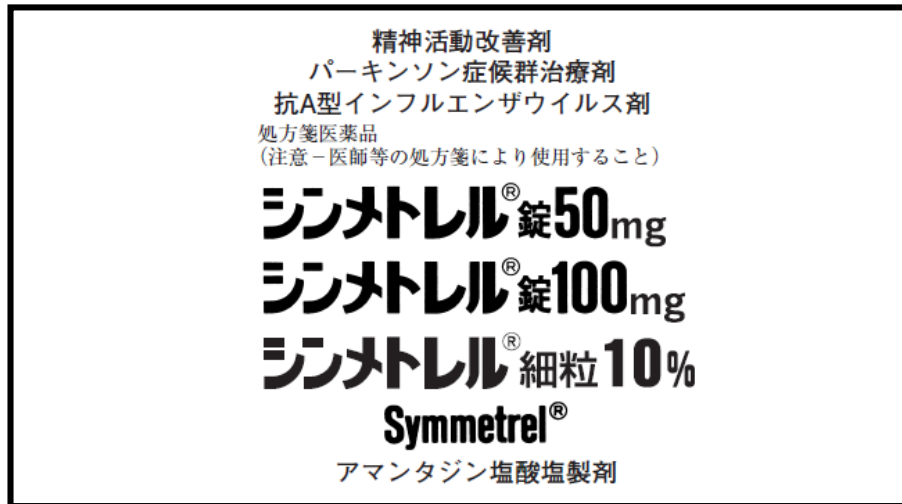 精神活動改善剤
パーキンソン症候群治療剤
抗A型インフルエンザウイルス剤
処方箋医薬品
(注意－医師等の処方箋により使用すること)
シンメトレル®錠50mg
シンメトレル®錠100mg
シンメトレル®細粒10%
Symmetrel®
アマンタジン塩酸塩製剤